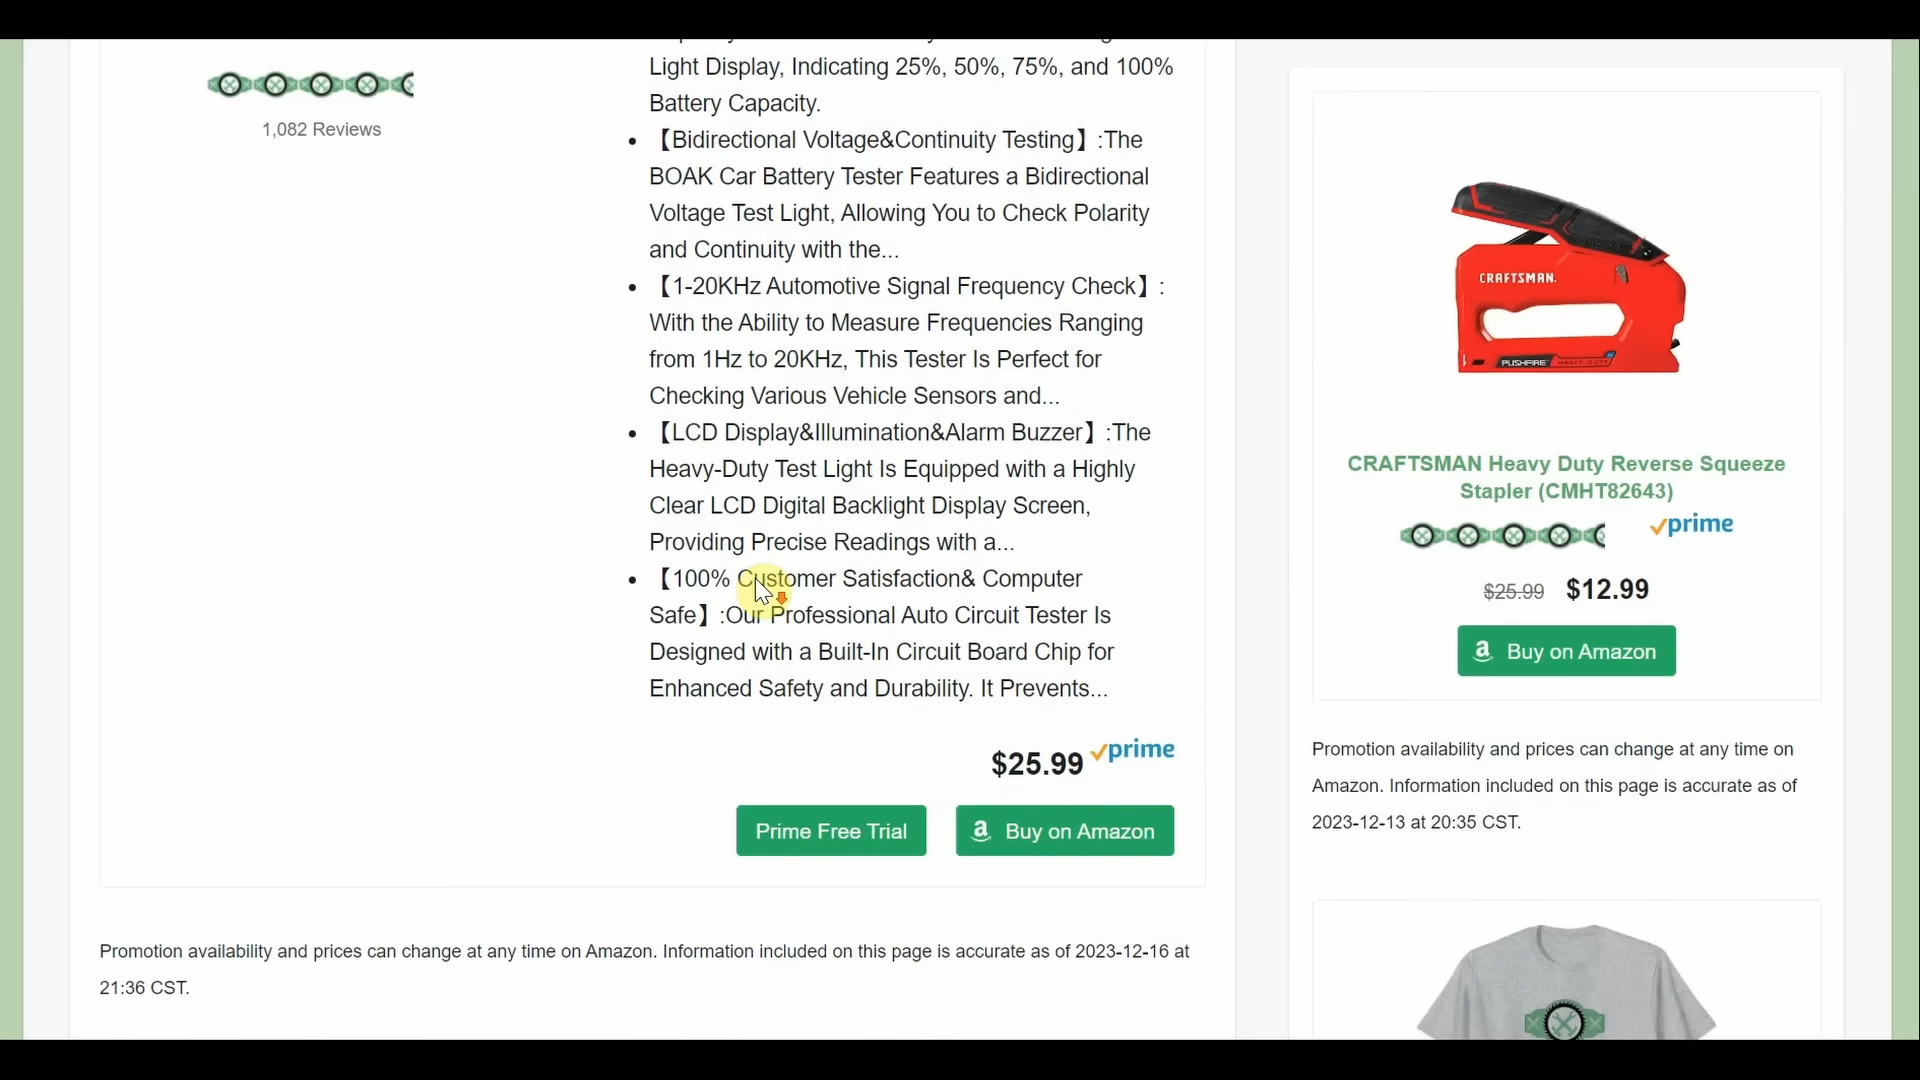 Light Display, Indicating 25%, 50%, 75%, and 100%
Battery Capacity.
1,082 Reviews
【Bidirectional Voltage&Continuity Testing】:The
BOAK Car Battery Tester Features a Bidirectional
Voltage Test Light, Allowing You to Check Polarity
and Continuity with the...
【1-20KHz Automotive Signal Frequency Check】:
With the Ability to Measure Frequencies Ranging
from 1Hz to 20KHz, This Tester Is Perfect for
Checking Various Vehicle Sensors and...
【LCD Display&Illumination&Alarm Buzzer】:The
Heavy-Duty Test Light Is Equipped with a Highly
Clear LCD Digital Backlight Display Screen,
Providing Precise Readings with a...
【100% Customer Satisfaction& Computer
Safe】:Our Professional Auto Circuit Tester Is
Designed with a Built-In Circuit Board Chip for
Enhanced Safety and Durability. It Prevents...
$25.99 prime
Prime Free Trial
Buy on Amazon
Promotion availability and prices can change at any time on Amazon. Information included on this page is accurate as of 2023-12-16 at
21:36 CST.
CRAFTSMAN
PUSHFIRE HEAVY DUTY
CRAFTSMAN Heavy Duty Reverse Squeeze
Stapler (CMHT82643)
prime
$25.99 $12.99
Buy on Amazon
Promotion availability and prices can change at any time on
Amazon. Information included on this page is accurate as of
2023-12-13 at 20:35 CST.